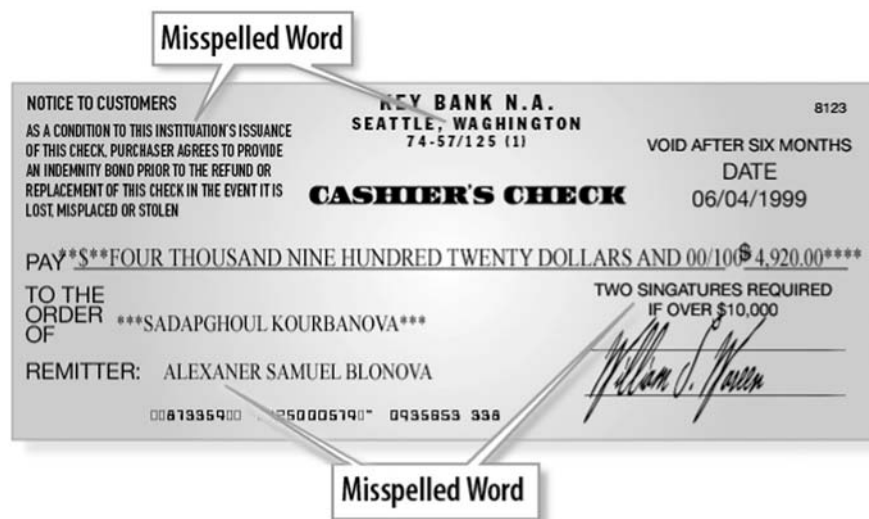 Misspelled Word
NOTICE TO CUSTOMERS
AS A CONDITION TO THIS INSTITUATION'S ISSUANCE
OF THIS CHECK, PURCHASER AGREES TO PROVIDE
AN INDEMNITY BOND PRIOR TO THE REFUND OR
REPLACEMENT OF THIS CHECK IN THE EVENT IT IS
LOST, MISPLACED OR STOLEN
KEY BANK N.A.
SEATTLE, WAGHINGTON
74-57/125 (1)
CASHIER'S CHECK
8123
VOID AFTER SIX MONTHS
DATE
06/04/1999
PAY **$**FOUR THOUSAND NINE HUNDRED TWENTY DOLLARS AND 00/100 $ 4,920.00****
TO THE
ORDER
OF
***SADAPGHOUL KOURBANOVA***
TWO SINGATURES REQUIRED
IF OVER $10,000
REMITTER: ALEXANER SAMUEL BLONOVA
William S. Wareen
0935853 338
Misspelled Word